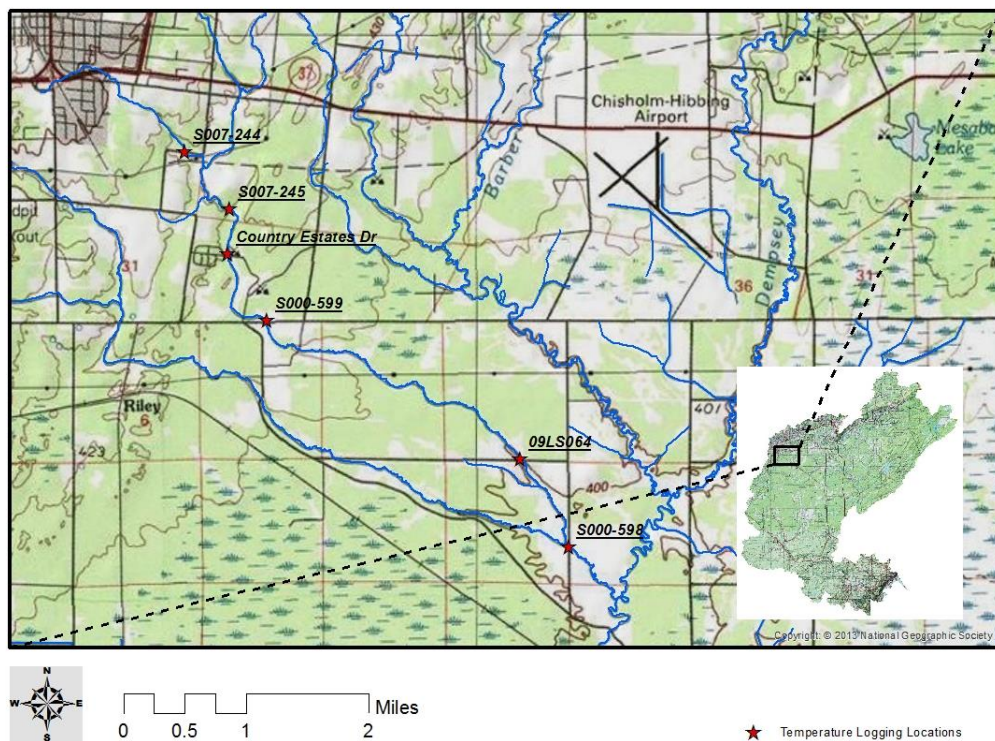 430
37
Chisholm-Hibbing
Airport
Mesaba
Lake
S007-244
Barber
S007-245
Country Estates Dr
Dempsey
31
36
31
S000-599
Riley
6
401
423
09LS064
400
S000-598
Copyright: © 2013 National Geographic Society
N
W
E
S
0
0.5
1
2
Miles
Temperature Logging Locations